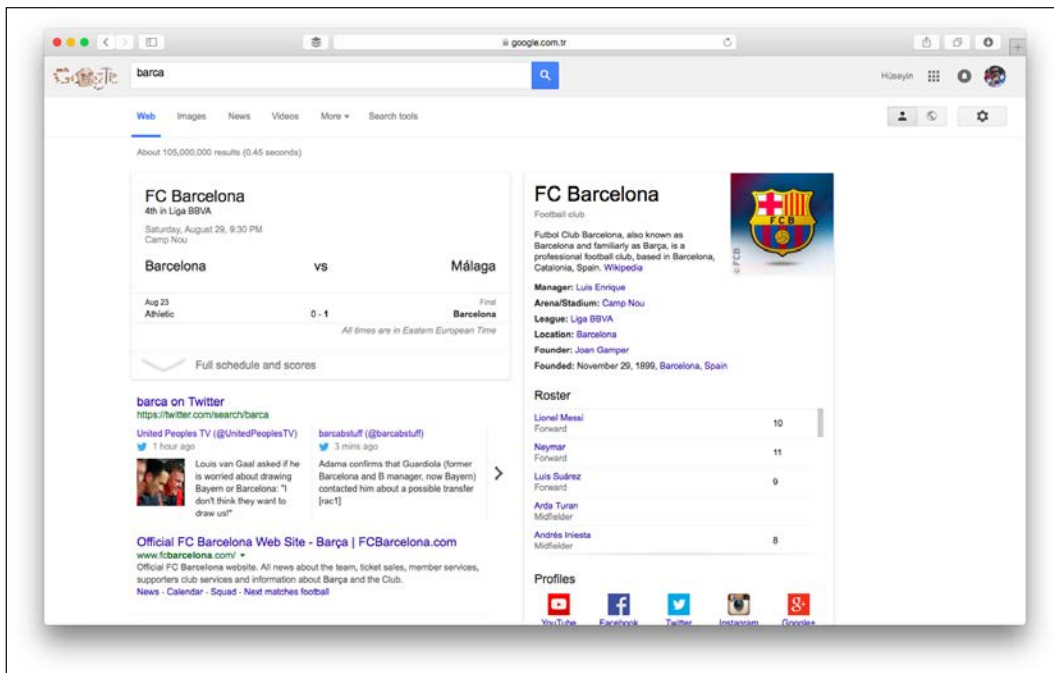 google.com.tr
Google
barca
Hüseyin
Web Images News Videos More Search tools
About 105,000,000 results (0.45 seconds)
FC Barcelona
4th in Liga BBVA
Saturday, August 29, 9:30 PM
Camp Nou
Barcelona vs Málaga
Aug 23 Final
Athletic 0 - 1 Barcelona
All times are in Eastern European Time
Full schedule and scores
barca on Twitter
https://twitter.com/search/barca
United Peoples TV (@UnitedPeoplesTV)
1 hour ago
Louis van Gaal asked if he
is worried about drawing
Bayern or Barcelona: "I
don't think they want to
draw us!"
barcabstuff (@barcabstuff)
3 mins ago
Adama confirms that Guardiola (former
Barcelona and B manager, now Bayern)
contacted him about a possible transfer
[rac1]
Official FC Barcelona Web Site - Barça | FCBarcelona.com
www.fcbarcelona.com/
Official FC Barcelona website. All news about the team, ticket sales, member services,
supporters club services and information about Barça and the Club.
News - Calendar - Squad - Next matches football
FC Barcelona
Football club
FCB
© FCB
Futbol Club Barcelona, also known as
Barcelona and familiarly as Barça, is a
professional football club, based in Barcelona,
Catalonia, Spain. Wikipedia
Manager: Luis Enrique
Arena/Stadium: Camp Nou
League: Liga BBVA
Location: Barcelona
Founder: Joan Gamper
Founded: November 29, 1899, Barcelona, Spain
Roster
Lionel Messi 10
Forward
Neymar 11
Forward
Luis Suárez 9
Forward
Arda Turan
Midfielder
Andrés Iniesta 8
Midfielder
Profiles
YouTube Facebook Twitter Instagram Google+